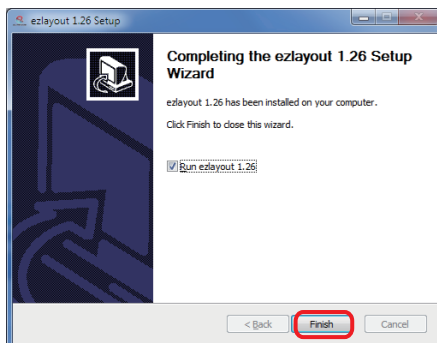 ezlayout 1.26 Setup
Completing the ezlayout 1.26 Setup
Wizard
ezlayout 1.26 has been installed on your computer.
Click Finish to close this wizard.
Run ezlayout 1.26
< Back
Finish
Cancel